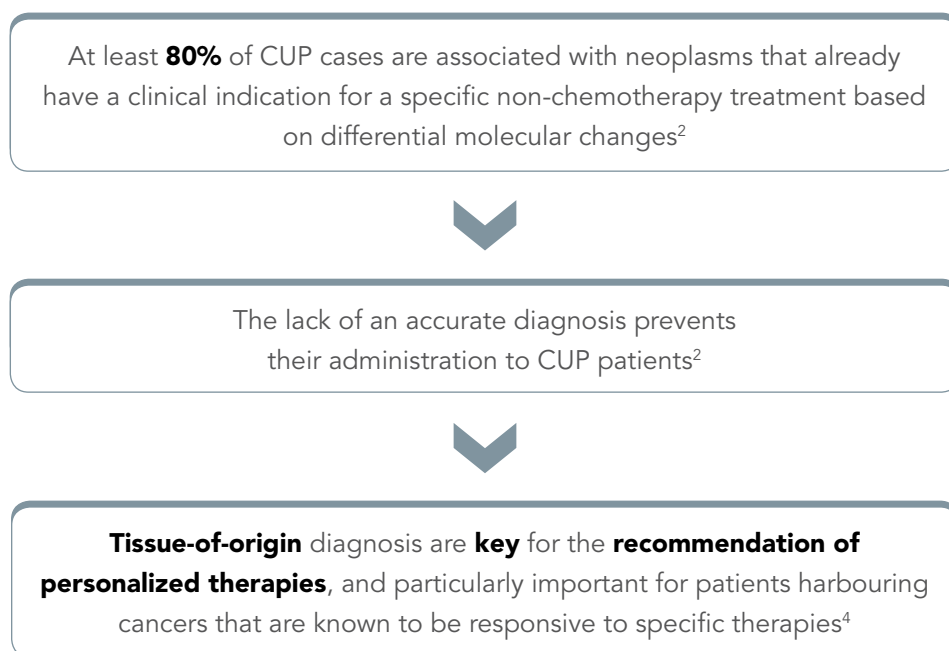 At least 80% of CUP cases are associated with neoplasms that already
have a clinical indication for a specific non-chemotherapy treatment based
on differential molecular changes²
The lack of an accurate diagnosis prevents
their administration to CUP patients²
Tissue-of-origin diagnosis are key for the recommendation of
personalized therapies, and particularly important for patients harbouring
cancers that are known to be responsive to specific therapies⁴